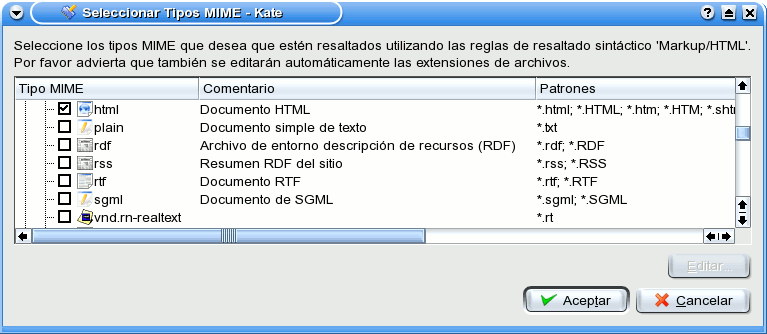 Seleccionar Tipos MIME - Kate
Seleccione los tipos MIME que desea que estén resaltados utilizando las reglas de resaltado sintáctico 'Markup/HTML'.
Por favor advierta que también se editarán automáticamente las extensiones de archivos.
Tipo MIME Comentario Patrones
html Documento HTML *.html; *.HTML; *.htm; *.HTM; *.shtm
plain Documento simple de texto *.txt
rdf Archivo de entorno descripción de recursos (RDF) *.rdf; *.RDF
rss Resumen RDF del sitio *.rss; *.RSS
rtf Documento RTF *.rtf; *.RTF
sgml Documento de SGML *.sgml; *.SGML
vnd.rn-realtext *.rt
Editar...
Aceptar Cancelar